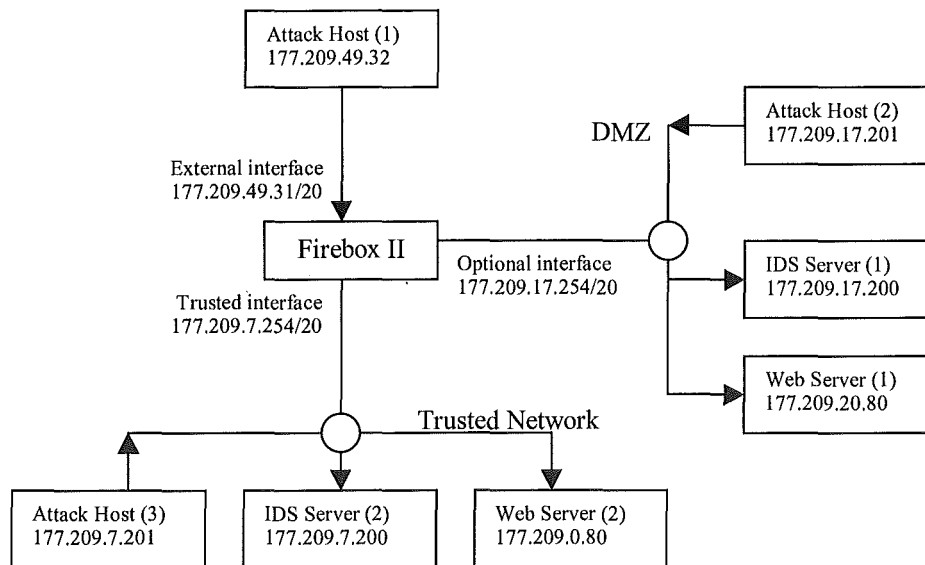 Attack Host (1)
177.209.49.32
Attack Host (2)
177.209.17.201
DMZ
External interface
177.209.49.31/20
Firebox II
Optional interface
177.209.17.254/20
IDS Server (1)
177.209.17.200
Trusted interface
177.209.7.254/20
Web Server (1)
177.209.20.80
Trusted Network
Attack Host (3)
177.209.7.201
IDS Server (2)
177.209.7.200
Web Server (2)
177.209.0.80